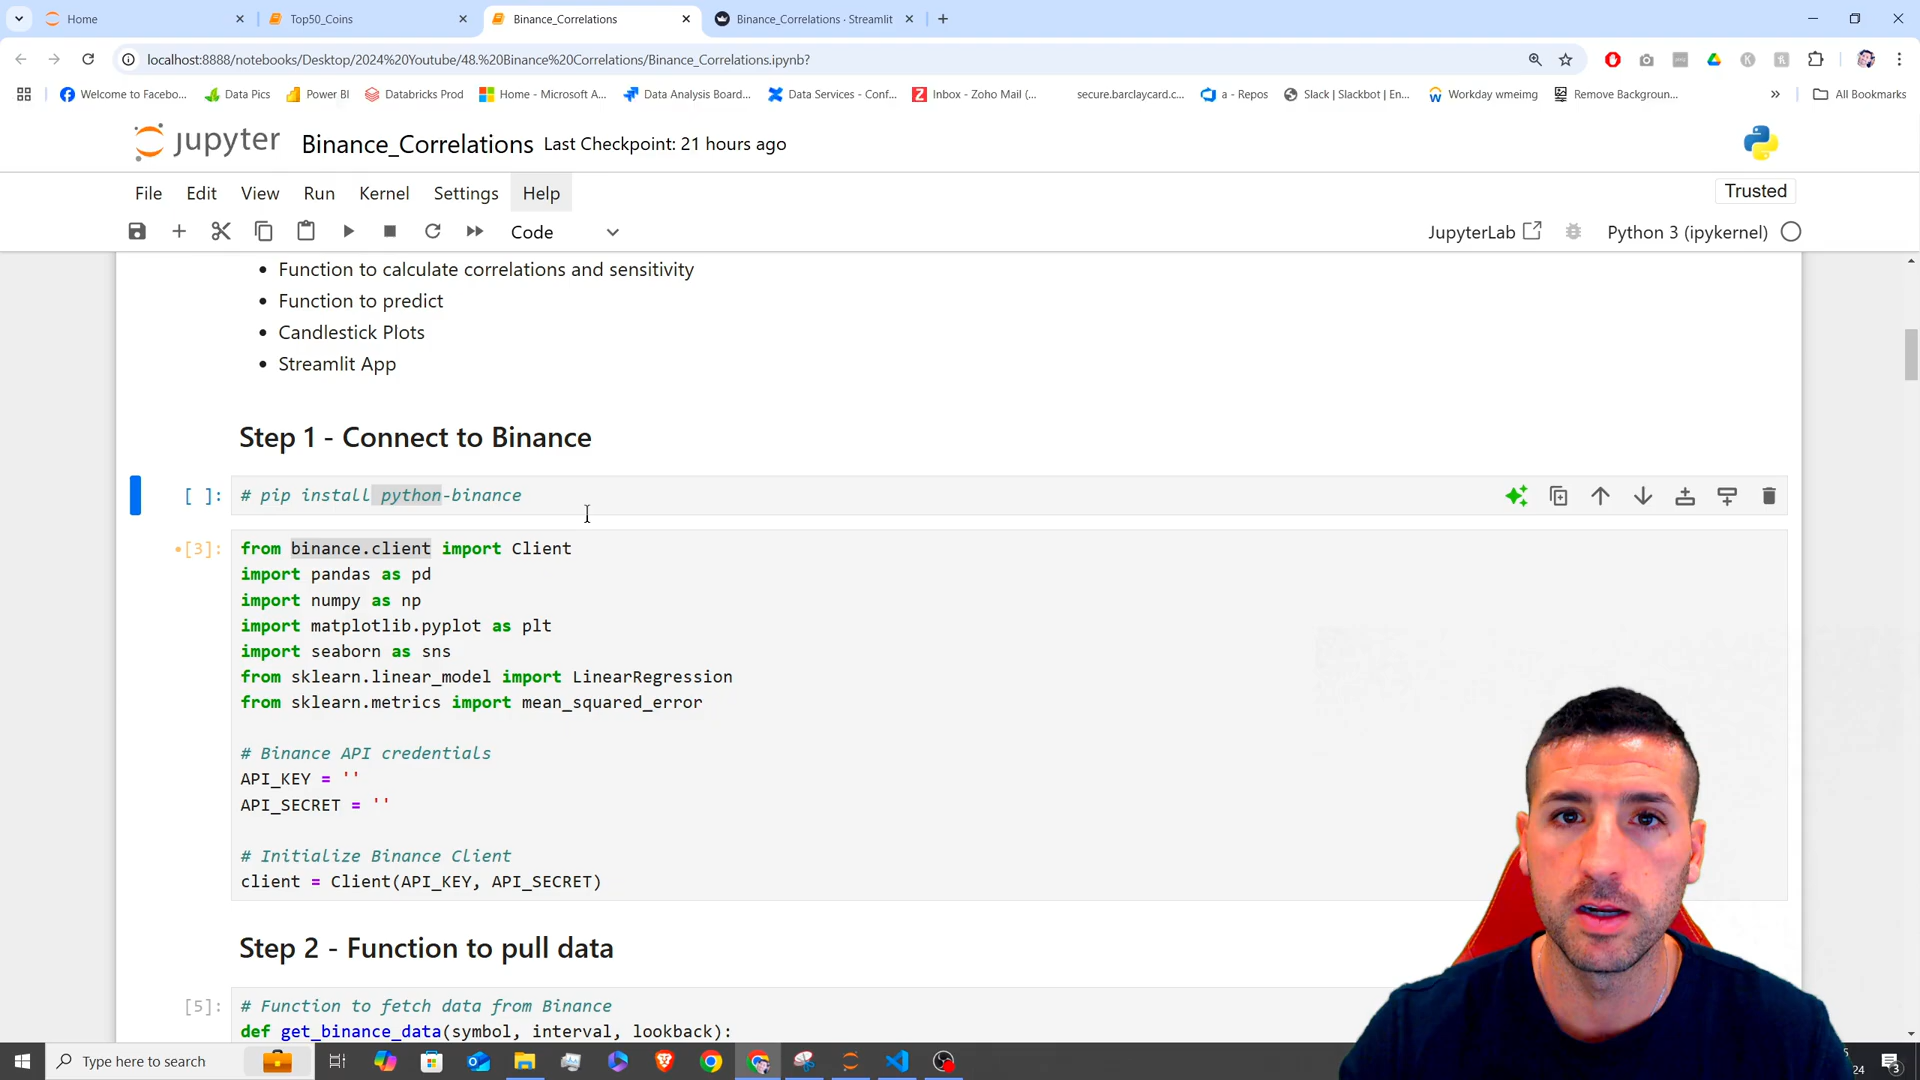 Home
Top50_Coins
Binance_Correlations
Binance_Correlations · Streamlit
localhost:8888/notebooks/Desktop/2024%20Youtube/48.%20Binance%20Correlations/Binance_Correlations.ipynb?
Welcome to Facebo...
Data Pics
Power BI
Databricks Prod
Home - Microsoft A...
Data Analysis Board...
Data Services - Conf...
Inbox - Zoho Mail (...
secure.barclaycard.c...
a - Repos
Slack | Slackbot | En...
Workday wmeimg
Remove Backgroun...
All Bookmarks
jupyter
Binance_Correlations
Last Checkpoint: 21 hours ago
File Edit View Run Kernel Settings Help
Trusted
Code
JupyterLab
Python 3 (ipykernel)
• Function to calculate correlations and sensitivity
• Function to predict
• Candlestick Plots
• Streamlit App
Step 1 - Connect to Binance
[ ]: # pip install python-binance
•[3]: from binance.client import Client
import pandas as pd
import numpy as np
import matplotlib.pyplot as plt
import seaborn as sns
from sklearn.linear_model import LinearRegression
from sklearn.metrics import mean_squared_error
# Binance API credentials
API_KEY = ''
API_SECRET = ''
# Initialize Binance Client
client = Client(API_KEY, API_SECRET)
Step 2 - Function to pull data
[5]: # Function to fetch data from Binance
def get_binance_data(symbol, interval, lookback):
Type here to search